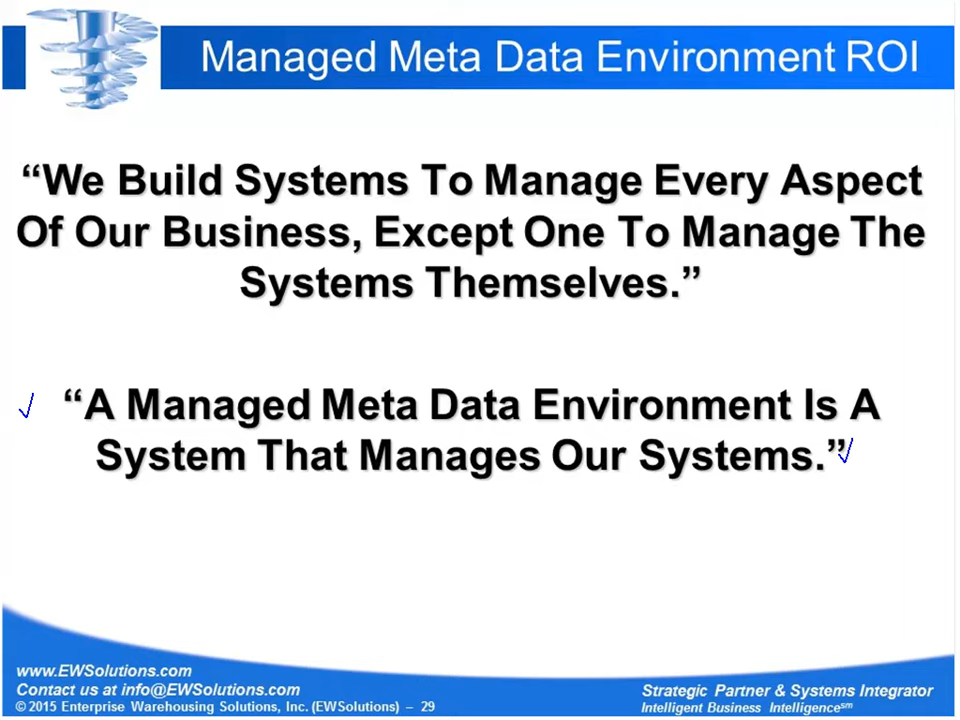 Managed Meta Data Environment ROI
“We Build Systems To Manage Every Aspect
Of Our Business, Except One To Manage The
Systems Themselves.”
“A Managed Meta Data Environment Is A
System That Manages Our Systems.”
www.EWSolutions.com
Contact us at info@EWSolutions.com
© 2015 Enterprise Warehousing Solutions, Inc. (EWSolutions) – 29
Strategic Partner & Systems Integrator
Intelligent Business Intelligence℠